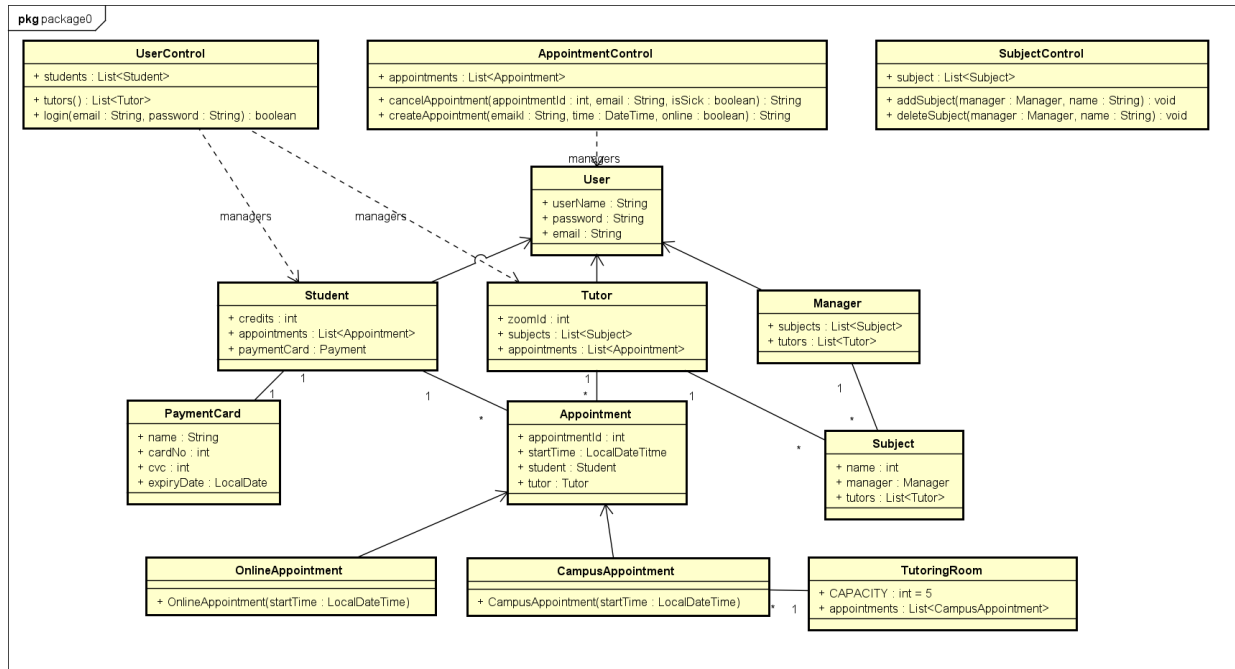 pkg package0
UserControl
+ students : List<Student>
+ tutors() : List<Tutor>
+ login(email : String, password : String) : boolean
AppointmentControl
+ appointments : List<Appointment>
+ cancelAppointment(appointmentId : int, email : String, isSick : boolean) : String
+ createAppointment(emaikl : String, time : DateTime, online : boolean) : String
SubjectControl
+ subject : List<Subject>
+ addSubject(manager : Manager, name : String) : void
+ deleteSubject(manager : Manager, name : String) : void
managers
User
+ userName : String
+ password : String
+ email : String
managers
managers
Student
+ credits : int
+ appointments : List<Appointment>
+ paymentCard : Payment
Tutor
+ zoomId : int
+ subjects : List<Subject>
+ appointments : List<Appointment>
Manager
+ subjects : List<Subject>
+ tutors : List<Tutor>
1
1
1
*
1
*
1
*
1
*
PaymentCard
+ name : String
+ cardNo : int
+ cvc : int
+ expiryDate : LocalDate
Appointment
+ appointmentId : int
+ startTime : LocalDateTitme
+ student : Student
+ tutor : Tutor
Subject
+ name : int
+ manager : Manager
+ tutors : List<Tutor>
OnlineAppointment
+ OnlineAppointment(startTime : LocalDateTime)
CampusAppointment
+ CampusAppointment(startTime : LocalDateTime)
* 1
TutoringRoom
+ CAPACITY : int = 5
+ appointments : List<CampusAppointment>